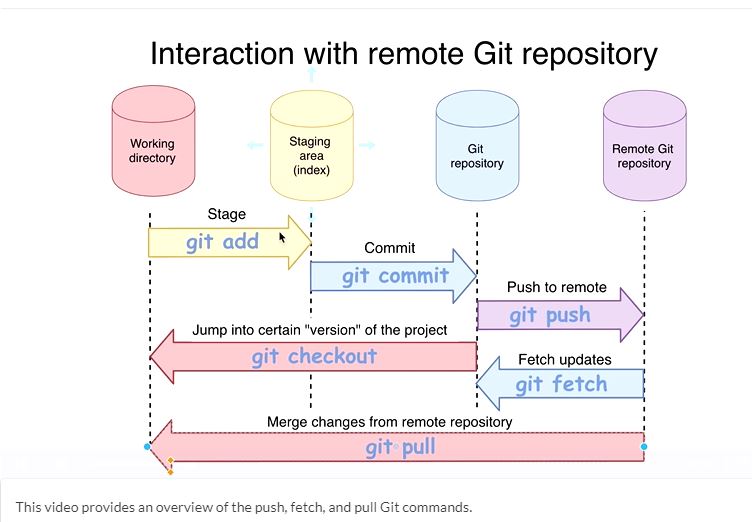 Interaction with remote Git repository
Working
directory
Staging
area
(index)
Git
repository
Remote Git
repository
Stage
git add
Commit
git commit
Push to remote
git push
Jump into certain "version" of the project
git checkout
Fetch updates
git fetch
Merge changes from remote repository
git pull
This video provides an overview of the push, fetch, and pull Git commands.